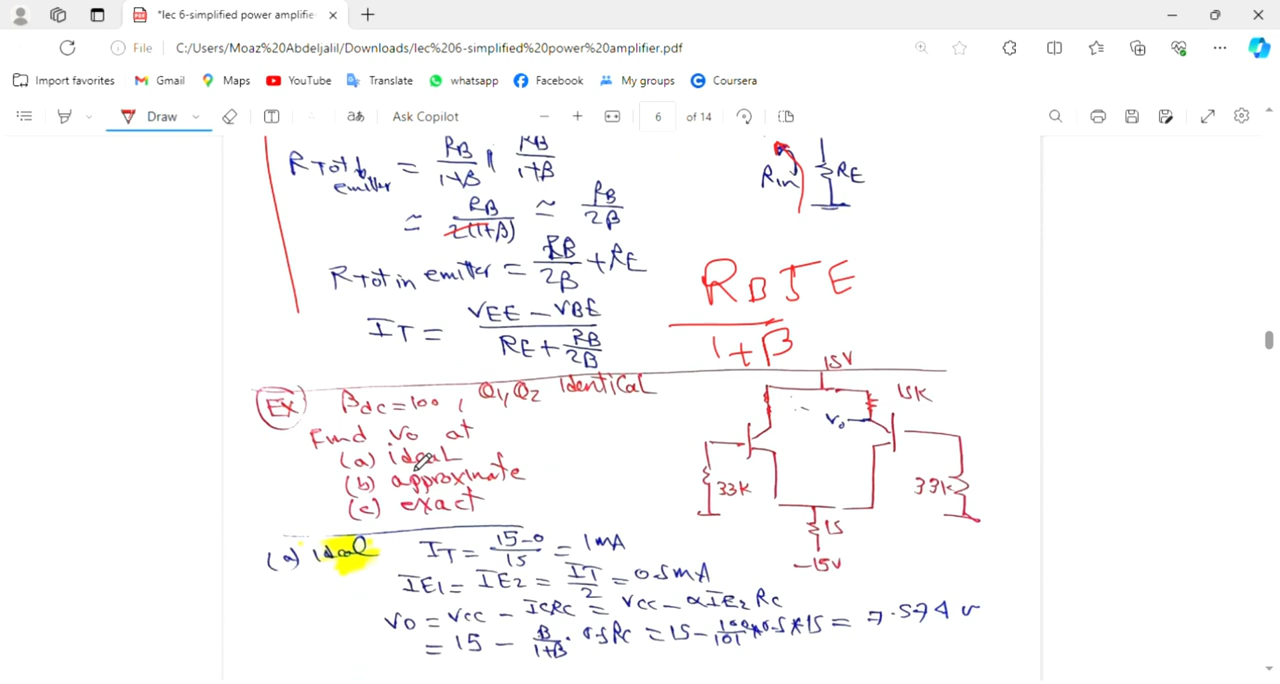 *lec 6-simplified power amplifie
File C:/Users/Moaz%20Abdeljalil/Downloads/lec%206-simplified%20power%20amplifier.pdf
Import favorites Gmail Maps YouTube Translate whatsapp Facebook My groups Coursera
Draw aあ Ask Copilot 6 of 14
RTot to emitter = RB/1+β || RB/1+β
Rin RE
≃ RB/2(1+β) ≃ RB/2β
RTot in emitter = RB/2β + RE
RB J E
1+β
IT = VEE - VBE / RE + RB/2β
Ex βdc = 100, Q1, Q2 identical
15V
15K
Find Vo at
Vo
(a) ideal
(b) approximate
(c) exact
33K
33K
15
-15V
(a) ideal IT = 15-0/15 = 1mA
IE1 = IE2 = IT/2 = 0.5mA
Vo = VCC - ICRC = VCC - αIE2 RC
= 15 - β/1+β . 0.5RC = 15 - 100/101 * 0.5 * 15 = 7.574 v